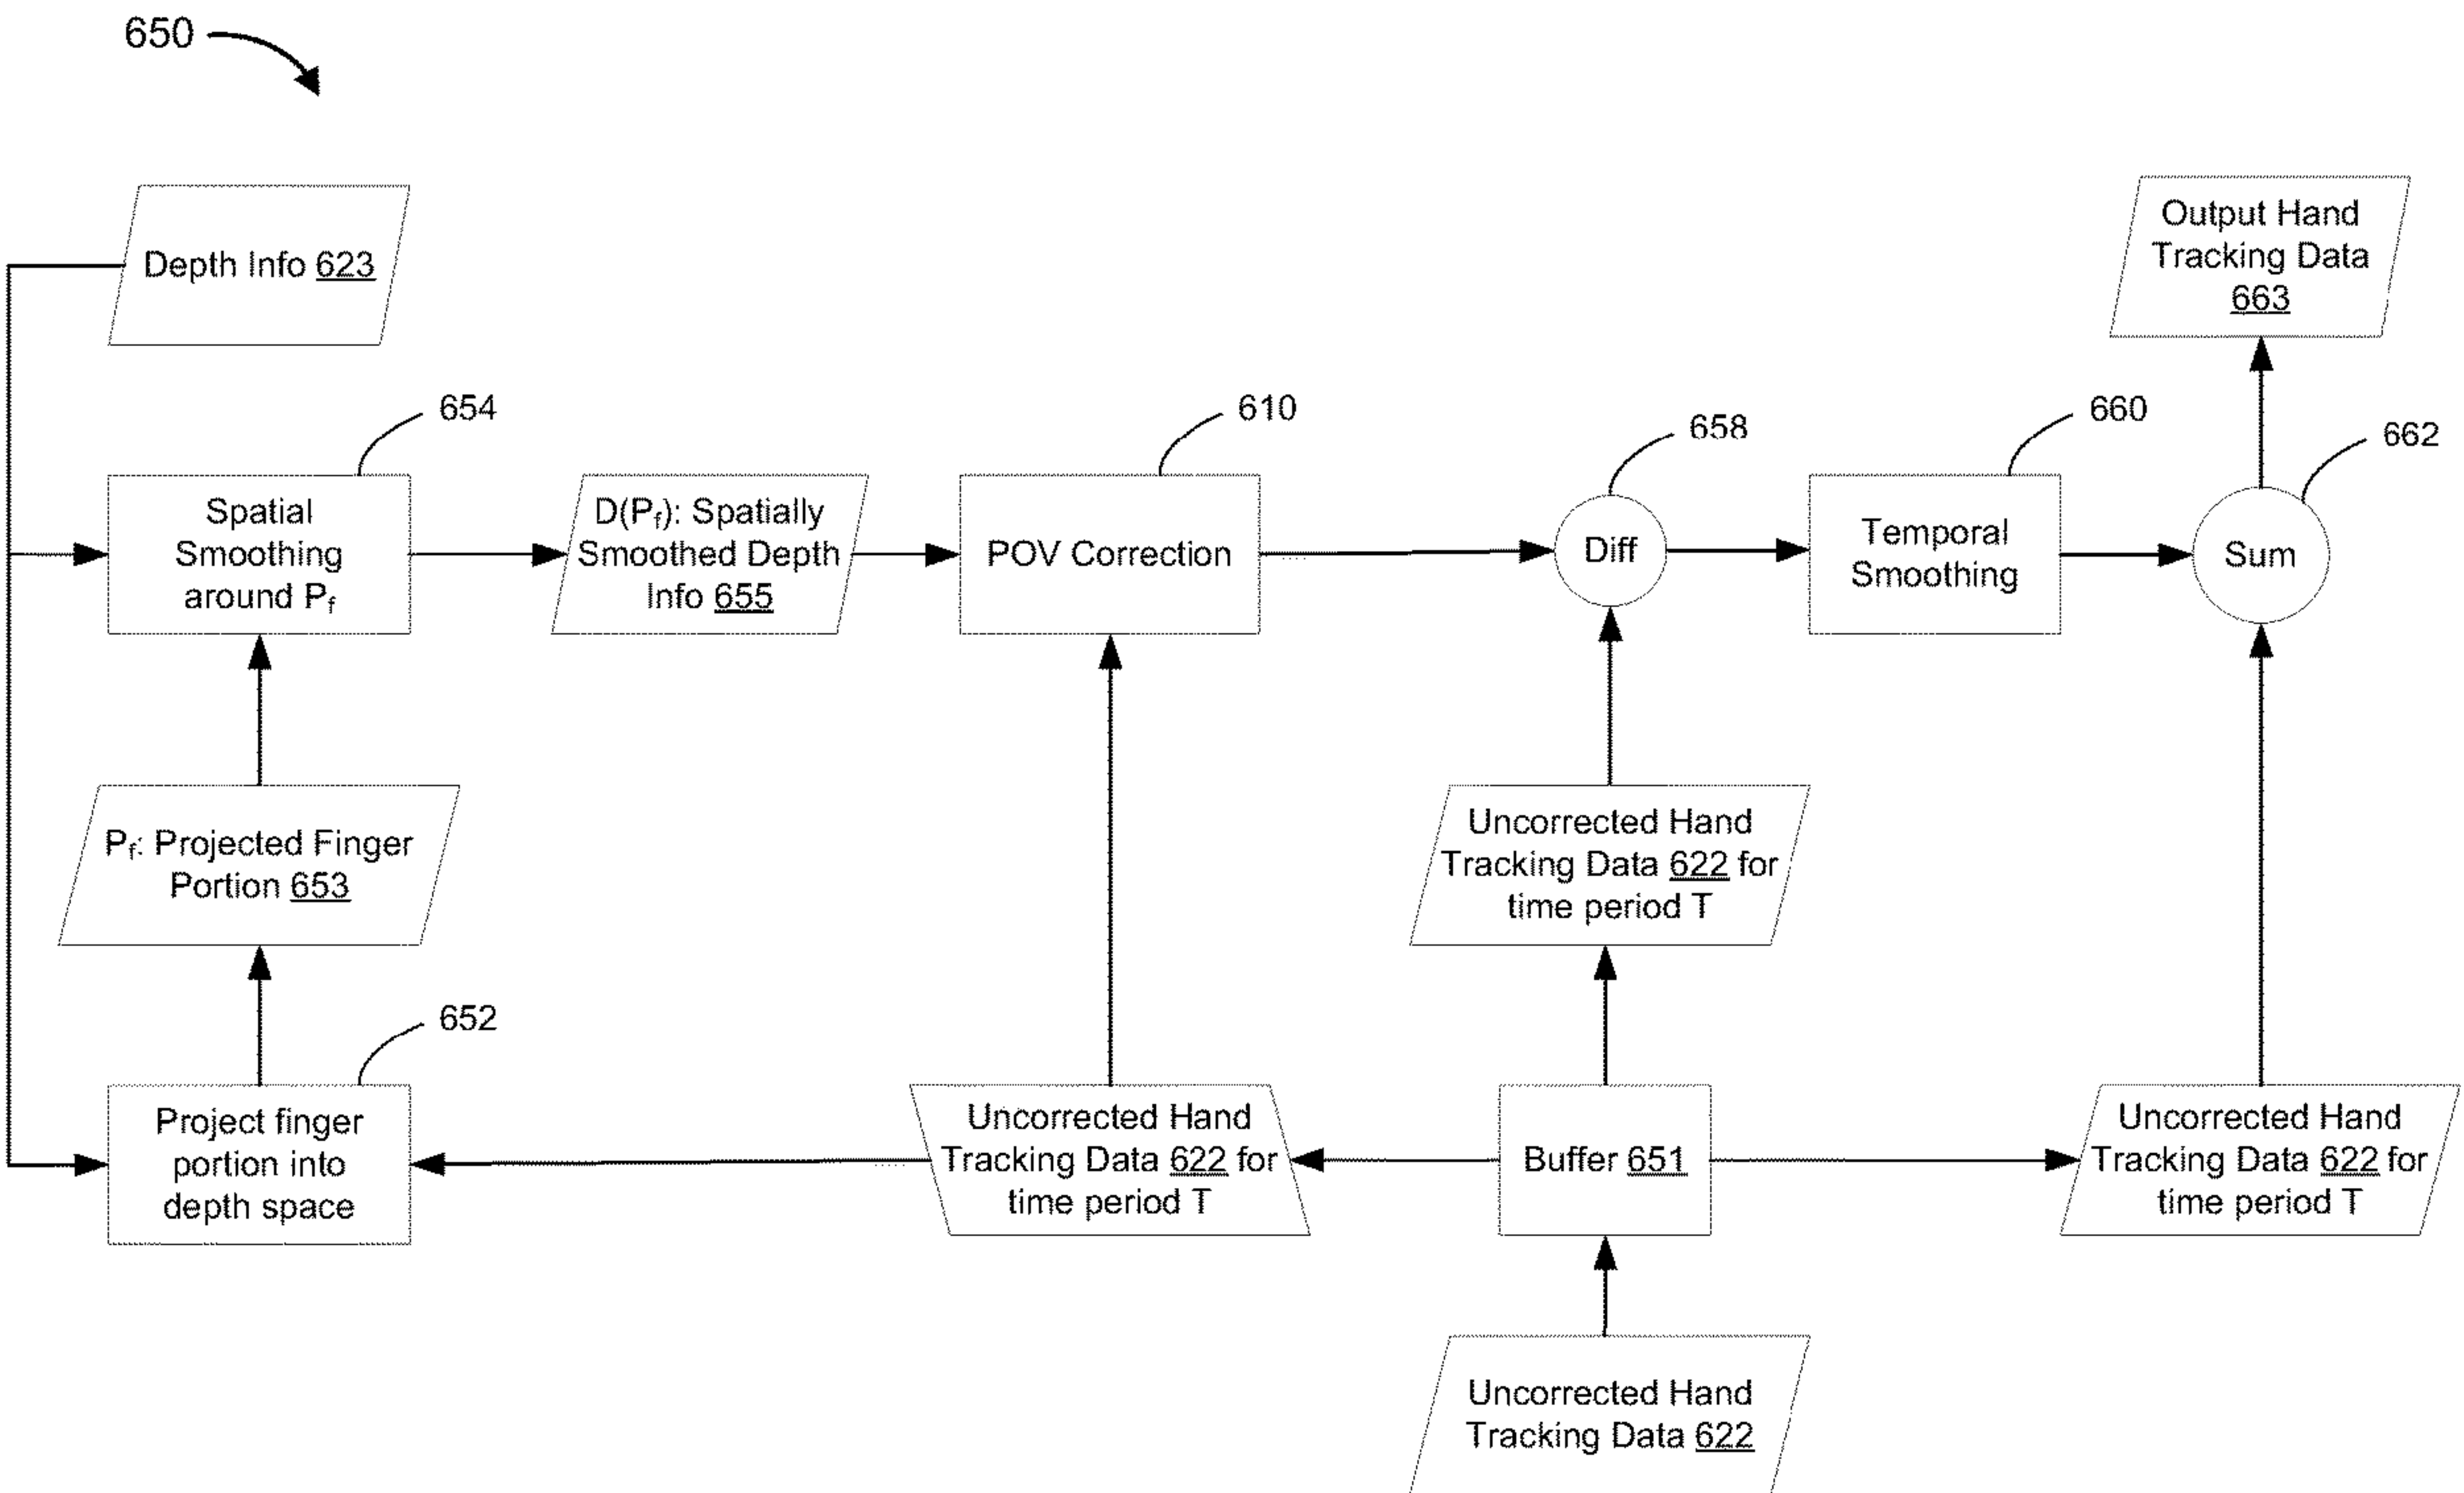 650
Depth Info 623
Output Hand
Tracking Data
663
654
610
658
660
662
Spatial
Smoothing
around Pf
D(Pf): Spatially
Smoothed Depth
Info 655
POV Correction
Diff
Temporal
Smoothing
Sum
Pf: Projected Finger
Portion 653
Uncorrected Hand
Tracking Data 622 for
time period T
652
Project finger
portion into
depth space
Uncorrected Hand
Tracking Data 622 for
time period T
Buffer 651
Uncorrected Hand
Tracking Data 622 for
time period T
Uncorrected Hand
Tracking Data 622